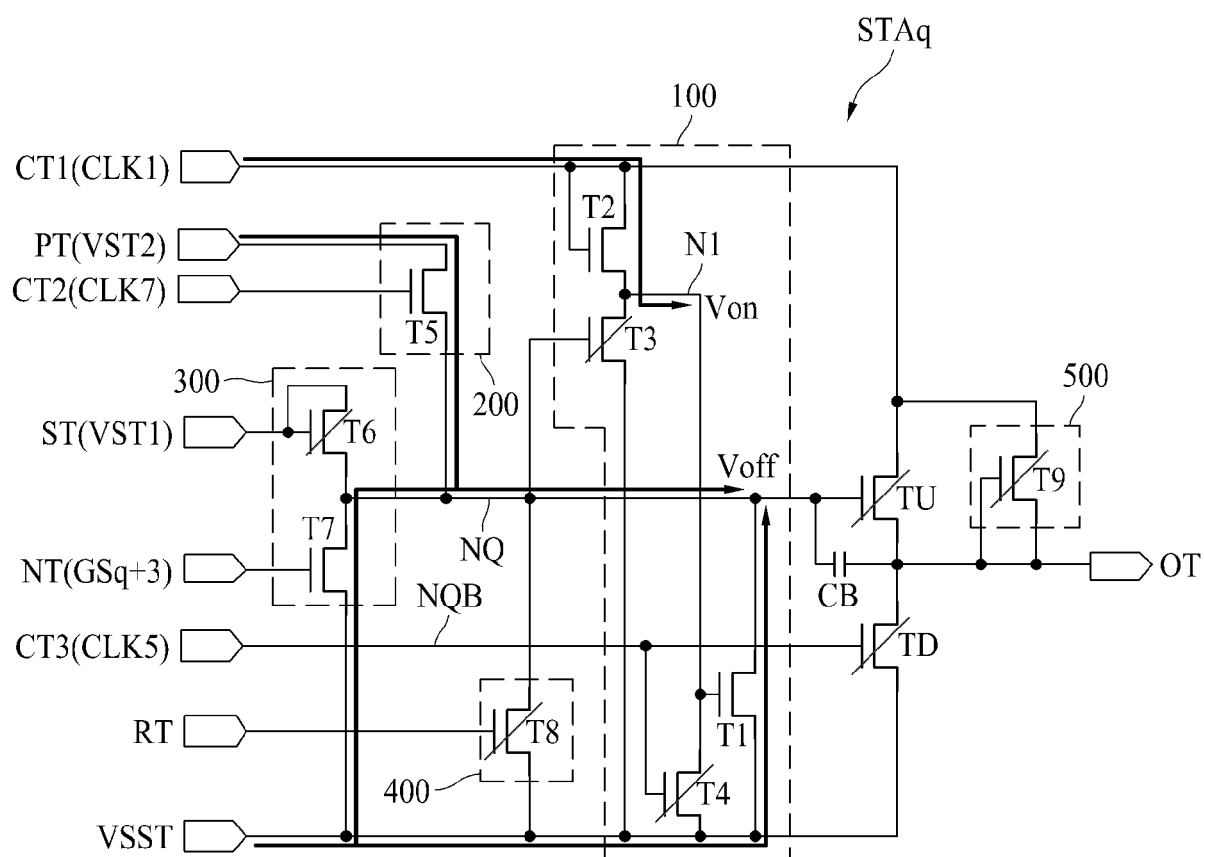 STAq
100
CT1(CLK1)
T2
PT(VST2)
N1
CT2(CLK7)
Von
T5
T3
300
200
500
ST(VST1)
T6
Voff
T9
TU
T7
NQ
NT(GSq+3)
OT
CB
NQB
CT3(CLK5)
TD
RT
T8
T1
400
T4
VSST